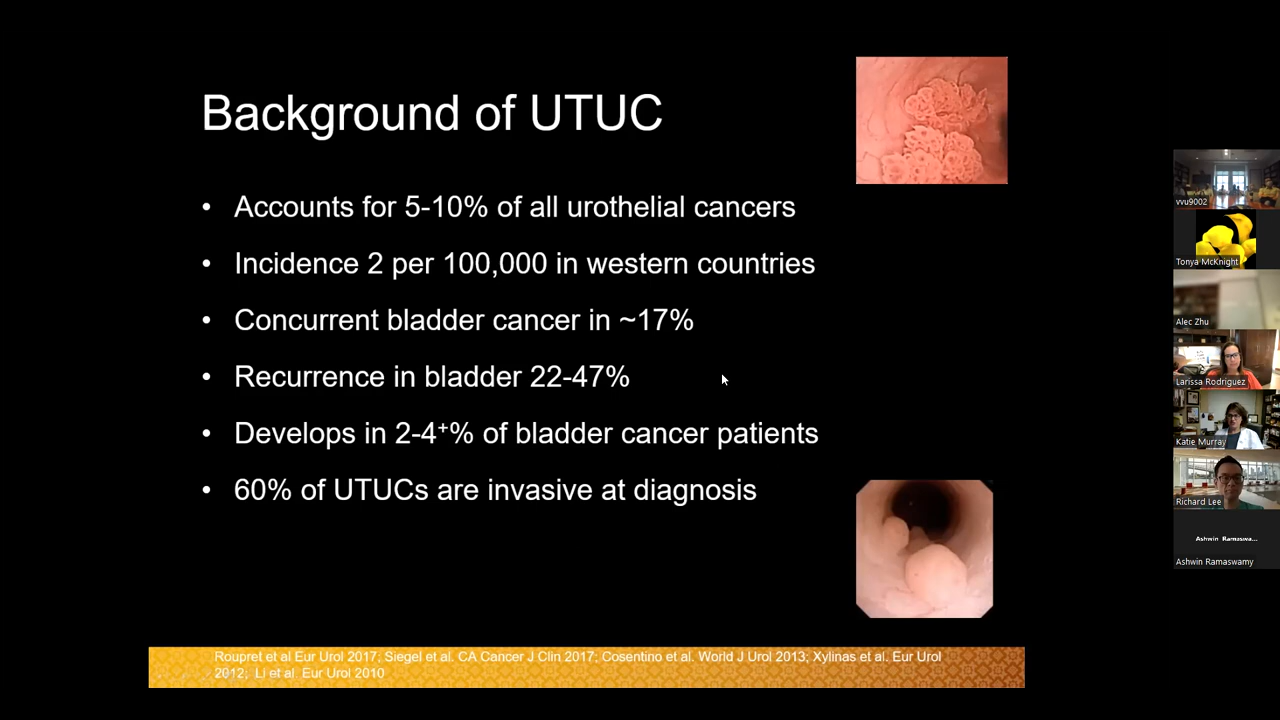 Background of UTUC
• Accounts for 5-10% of all urothelial cancers
• Incidence 2 per 100,000 in western countries
• Concurrent bladder cancer in ~17%
• Recurrence in bladder 22-47%
• Develops in 2-4⁺% of bladder cancer patients
• 60% of UTUCs are invasive at diagnosis
Roupret et al Eur Urol 2017; Siegel et al. CA Cancer J Clin 2017; Cosentino et al. World J Urol 2013; Xylinas et al. Eur Urol
2012; Li et al. Eur Urol 2010
vvu9002
Tonya McKnight
Alec Zhu
Larissa Rodriguez
Katie Murray
Richard Lee
Ashwin Ramaswa...
Ashwin Ramaswamy